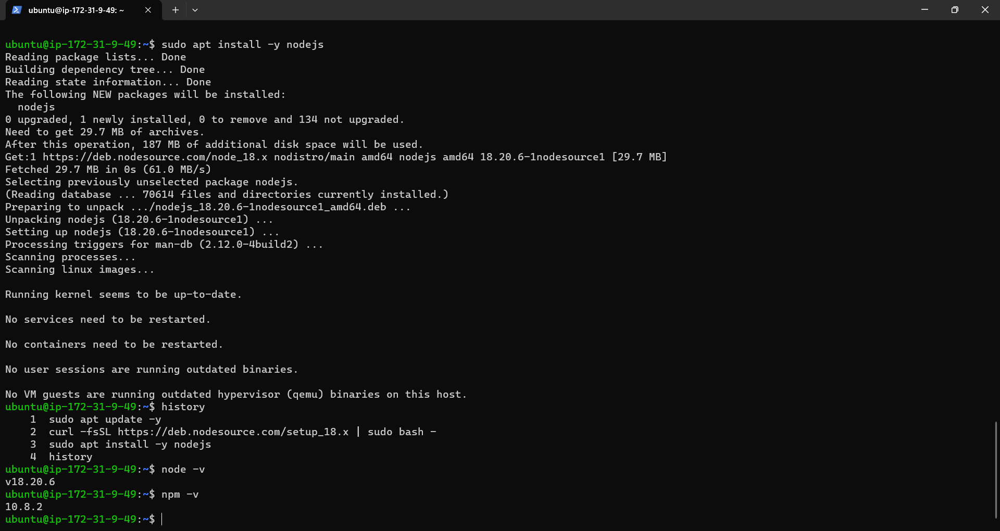 ubuntu@ip-172-31-9-49: ~
ubuntu@ip-172-31-9-49:~$ sudo apt install -y nodejs
Reading package lists... Done
Building dependency tree... Done
Reading state information... Done
The following NEW packages will be installed:
  nodejs
0 upgraded, 1 newly installed, 0 to remove and 134 not upgraded.
Need to get 29.7 MB of archives.
After this operation, 187 MB of additional disk space will be used.
Get:1 https://deb.nodesource.com/node_18.x nodistro/main amd64 nodejs amd64 18.20.6-1nodesource1 [29.7 MB]
Fetched 29.7 MB in 0s (61.0 MB/s)
Selecting previously unselected package nodejs.
(Reading database ... 70614 files and directories currently installed.)
Preparing to unpack .../nodejs_18.20.6-1nodesource1_amd64.deb ...
Unpacking nodejs (18.20.6-1nodesource1) ...
Setting up nodejs (18.20.6-1nodesource1) ...
Processing triggers for man-db (2.12.0-4build2) ...
Scanning processes...
Scanning linux images...
Running kernel seems to be up-to-date.
No services need to be restarted.
No containers need to be restarted.
No user sessions are running outdated binaries.
No VM guests are running outdated hypervisor (qemu) binaries on this host.
ubuntu@ip-172-31-9-49:~$ history
    1  sudo apt update -y
    2  curl -fsSL https://deb.nodesource.com/setup_18.x | sudo bash -
    3  sudo apt install -y nodejs
    4  history
ubuntu@ip-172-31-9-49:~$ node -v
v18.20.6
ubuntu@ip-172-31-9-49:~$ npm -v
10.8.2
ubuntu@ip-172-31-9-49:~$